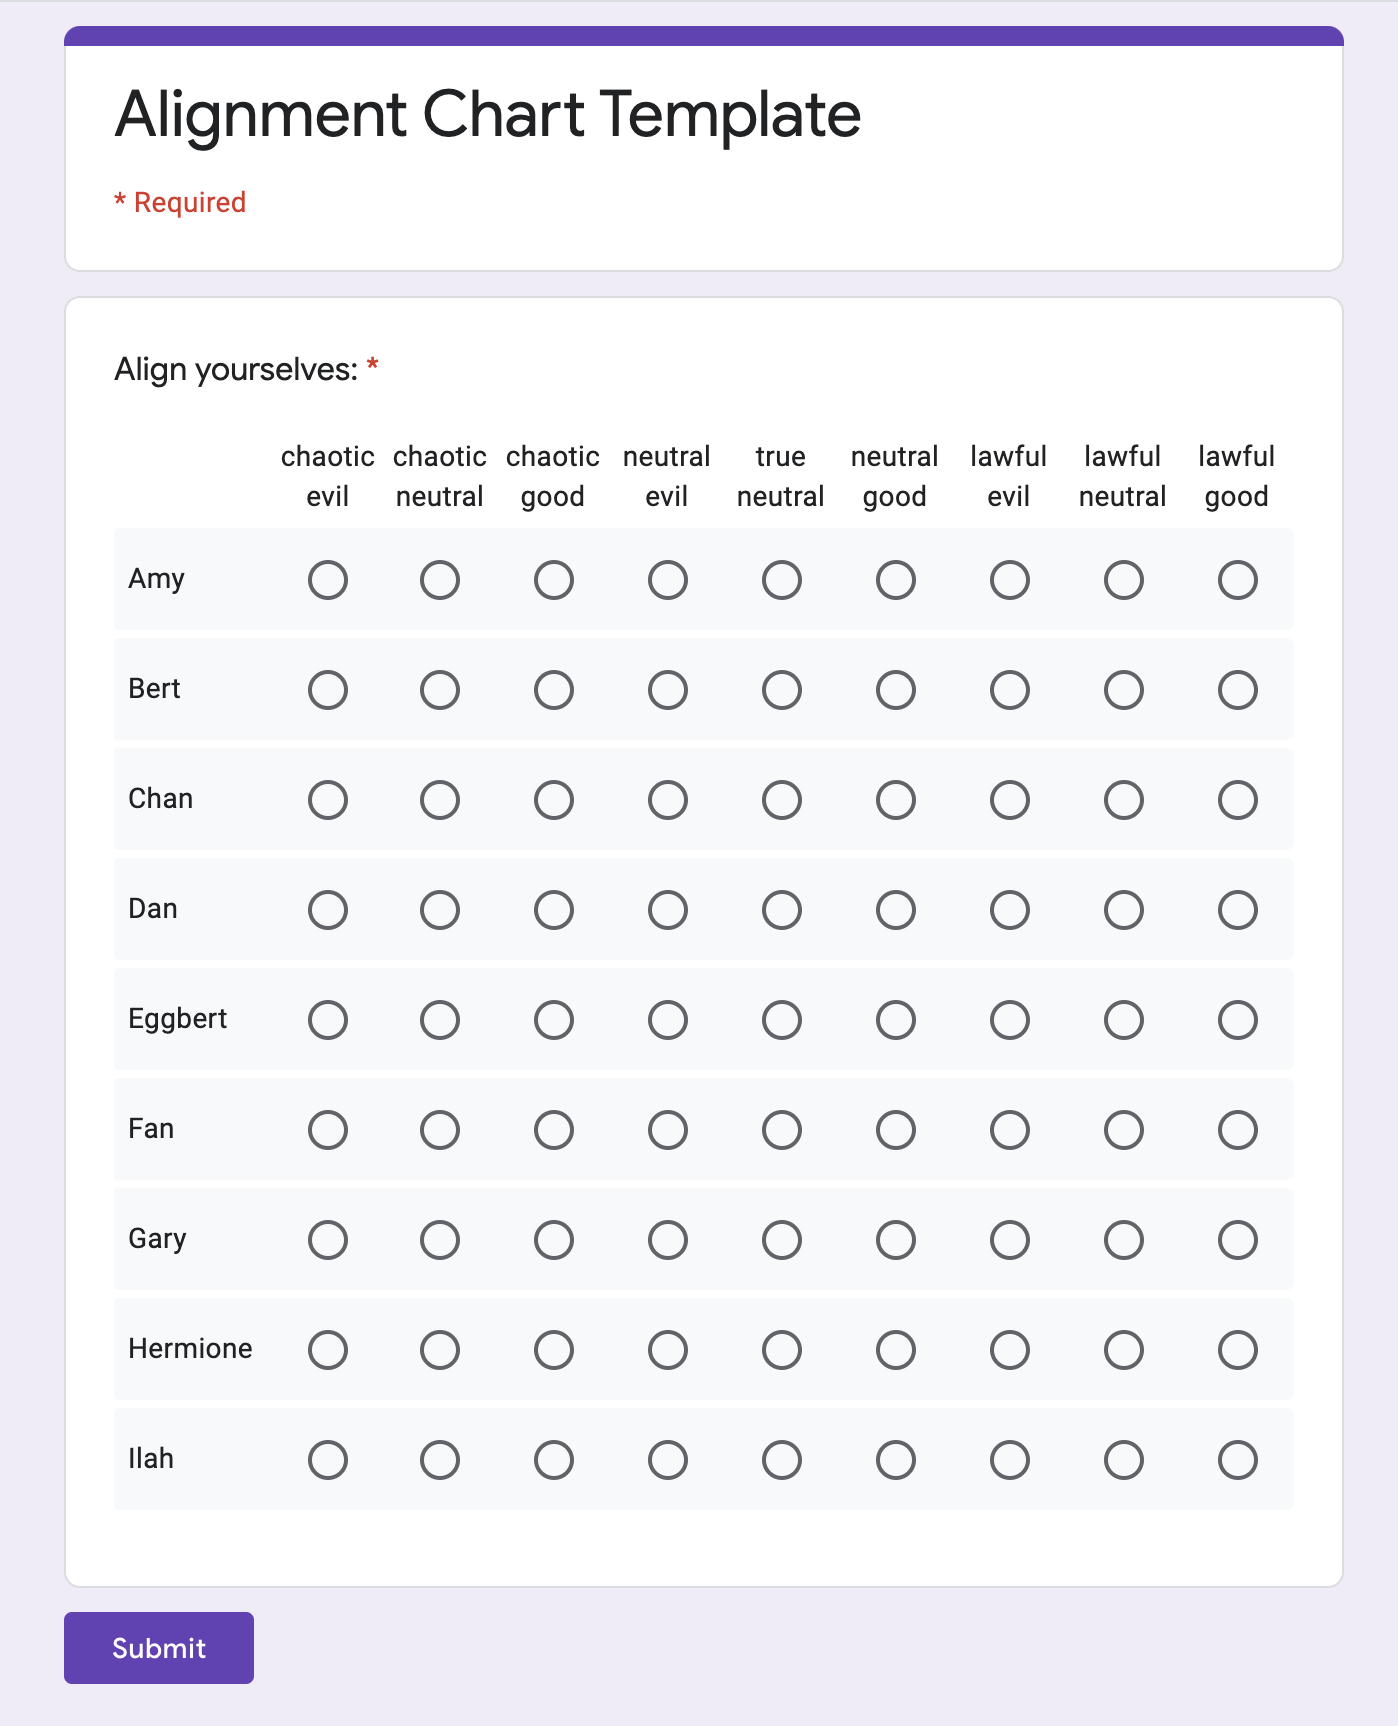 Alignment Chart Template
* Required
Align yourselves: *
chaotic evil chaotic neutral chaotic good neutral evil true neutral neutral good lawful evil lawful neutral lawful good
Amy
Bert
Chan
Dan
Eggbert
Fan
Gary
Hermione
Ilah
Submit